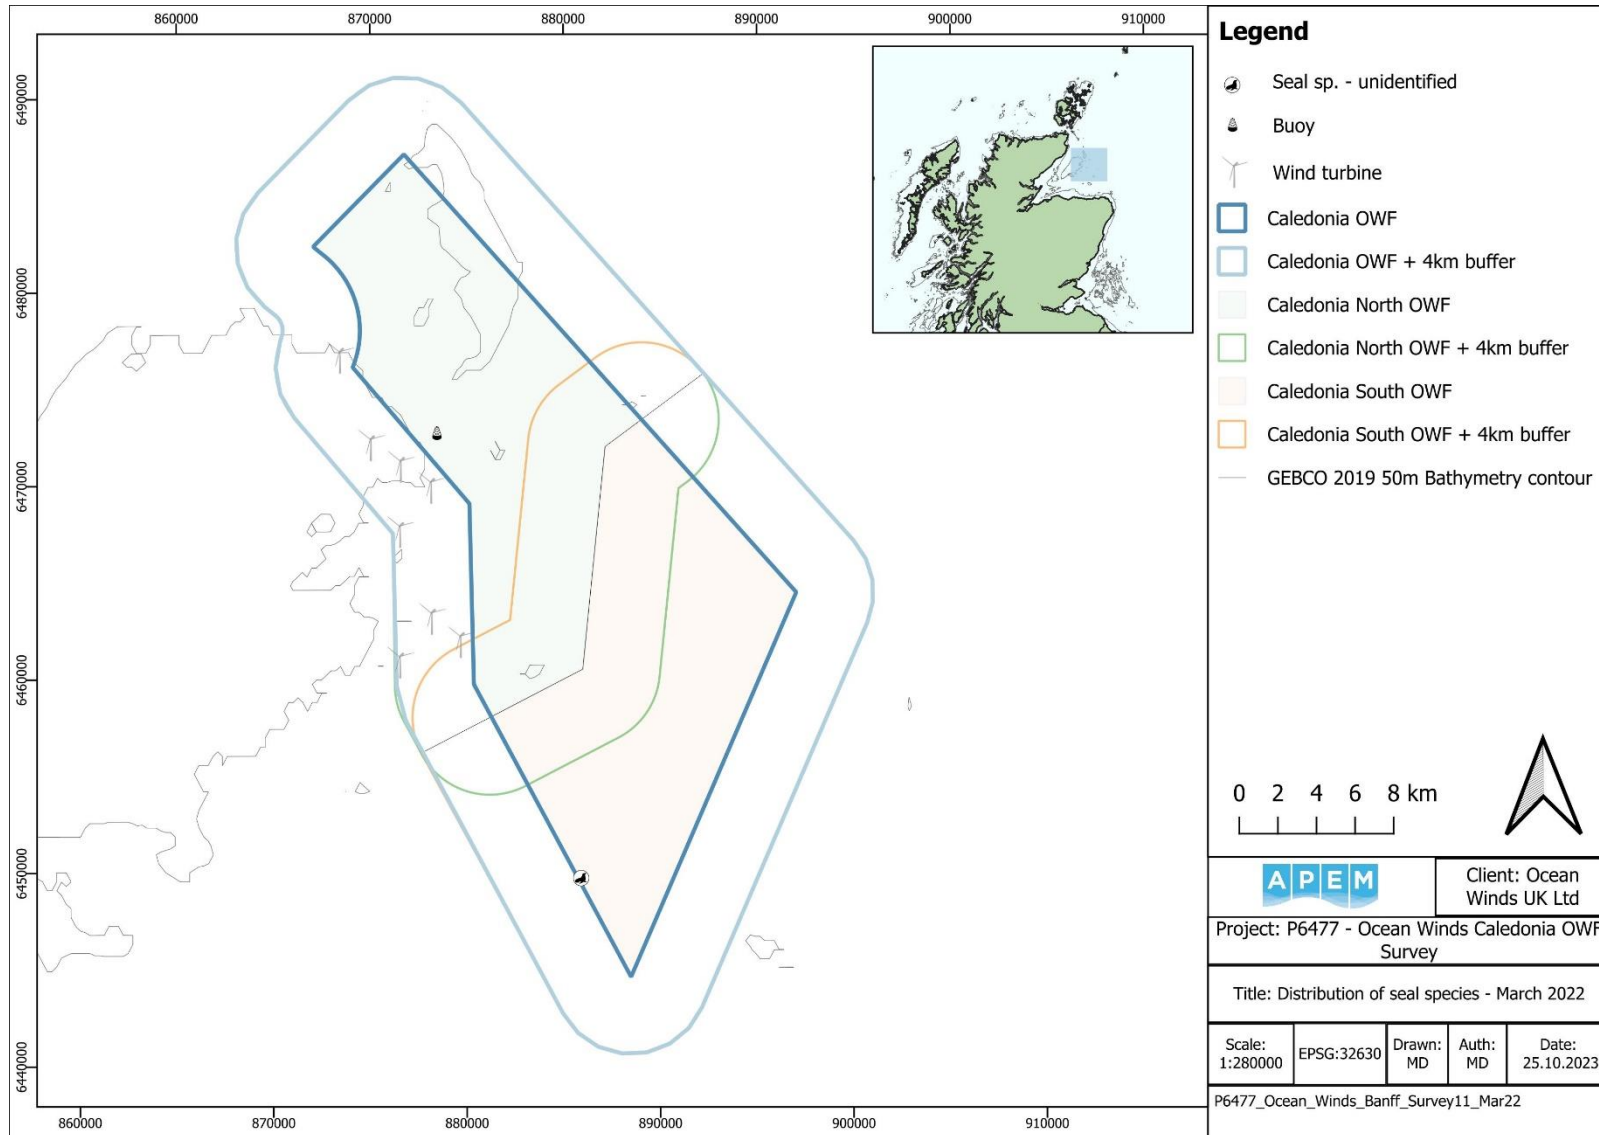 860000 870000 880000 890000 900000 910000
6490000
6480000
6470000
6460000
6450000
6440000
860000 870000 880000 890000 900000 910000
Legend
Seal sp. - unidentified
Buoy
Wind turbine
Caledonia OWF
Caledonia OWF + 4km buffer
Caledonia North OWF
Caledonia North OWF + 4km buffer
Caledonia South OWF
Caledonia South OWF + 4km buffer
GEBCO 2019 50m Bathymetry contour
0 2 4 6 8 km
APEM
Client: Ocean
Winds UK Ltd
Project: P6477 - Ocean Winds Caledonia OWF
Survey
Title: Distribution of seal species - March 2022
Scale:
1:280000
EPSG:32630
Drawn:
MD
Auth:
MD
Date:
25.10.2023
P6477_Ocean_Winds_Banff_Survey11_Mar22